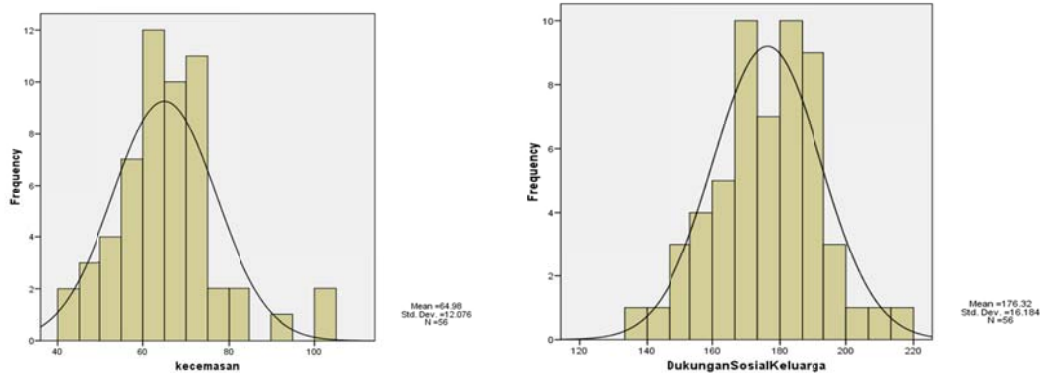 12
10
8
6
4
2
0
Frequency
40 60 80 100
kecemasan
Mean =64.98
Std. Dev. =12.076
N =56
10
8
6
4
2
0
Frequency
120 140 160 180 200 220
DukunganSosialKeluarga
Mean =176.32
Std. Dev. =16.184
N =56